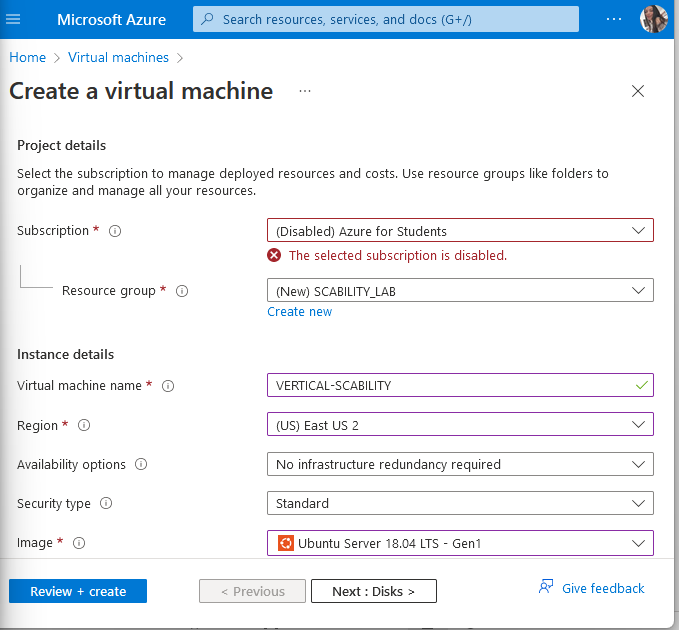 Microsoft Azure
Search resources, services, and docs (G+/)
...
Home > Virtual machines >
Create a virtual machine ...
Project details
Select the subscription to manage deployed resources and costs. Use resource groups like folders to
organize and manage all your resources.
Subscription *
(Disabled) Azure for Students
The selected subscription is disabled.
Resource group *
(New) SCABILITY_LAB
Create new
Instance details
Virtual machine name *
VERTICAL-SCABILITY
Region *
(US) East US 2
Availability options
No infrastructure redundancy required
Security type
Standard
Image *
Ubuntu Server 18.04 LTS - Gen1
Review + create
< Previous
Next : Disks >
Give feedback